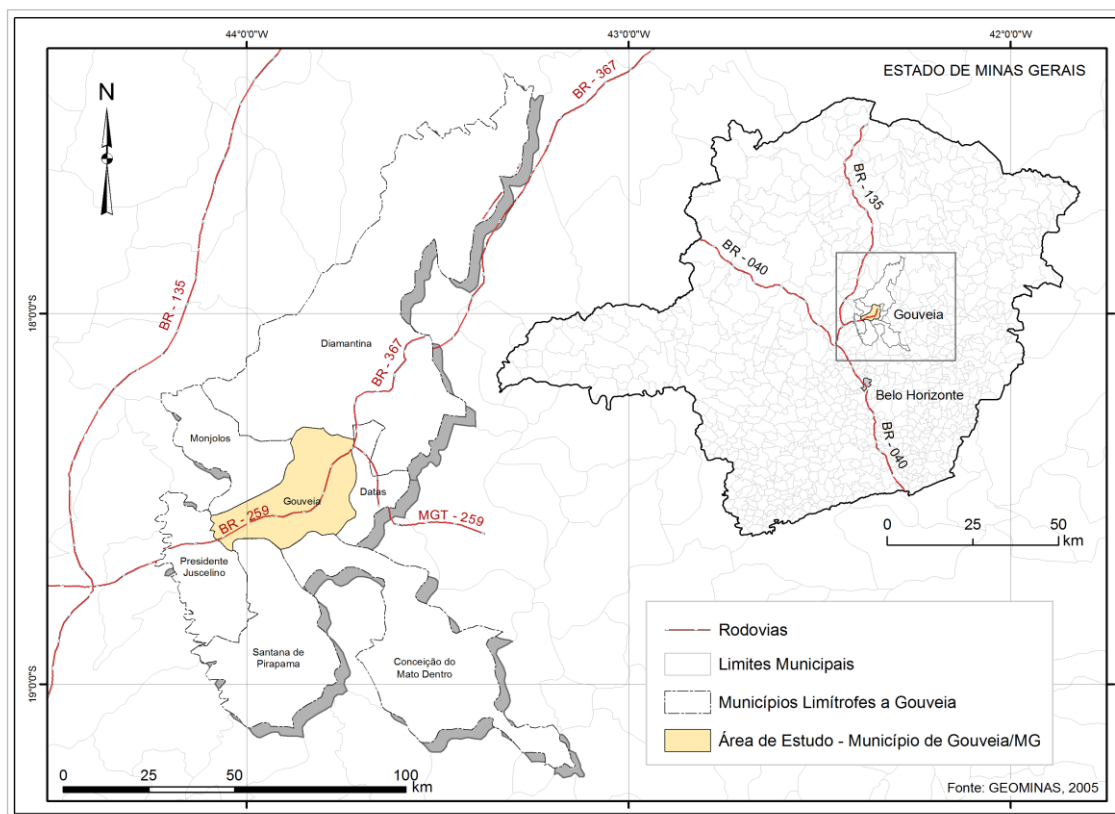 44°0'0"W
43°0'0"W
42°0'0"W
ESTADO DE MINAS GERAIS
N
BR - 367
BR - 135
18°0'0"S
Diamantina
BR - 367
Monjolos
Gouveia
Datas
BR - 259
MGT - 259
Presidente
Juscelino
Santana de
Pirapama
Conceição do
Mato Dentro
19°0'0"S
0 25 50 100
km
BR - 135
BR - 040
Gouveia
Belo Horizonte
BR - 040
0 25 50
km
Rodovias
Limites Municipais
Municípios Limítrofes a Gouveia
Área de Estudo - Município de Gouveia/MG
Fonte: GEOMINAS, 2005